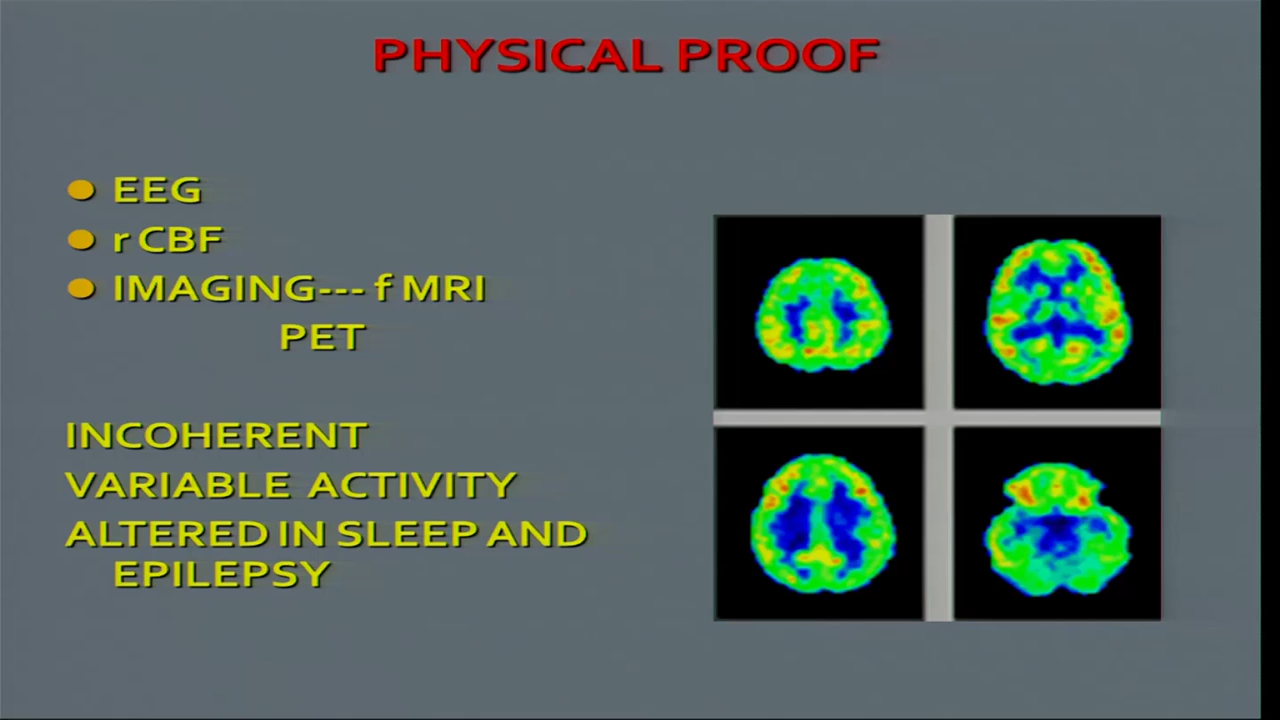 PHYSICAL PROOF
EEG
r CBF
IMAGING--- f MRI
PET
INCOHERENT
VARIABLE ACTIVITY
ALTERED IN SLEEP AND
EPILEPSY